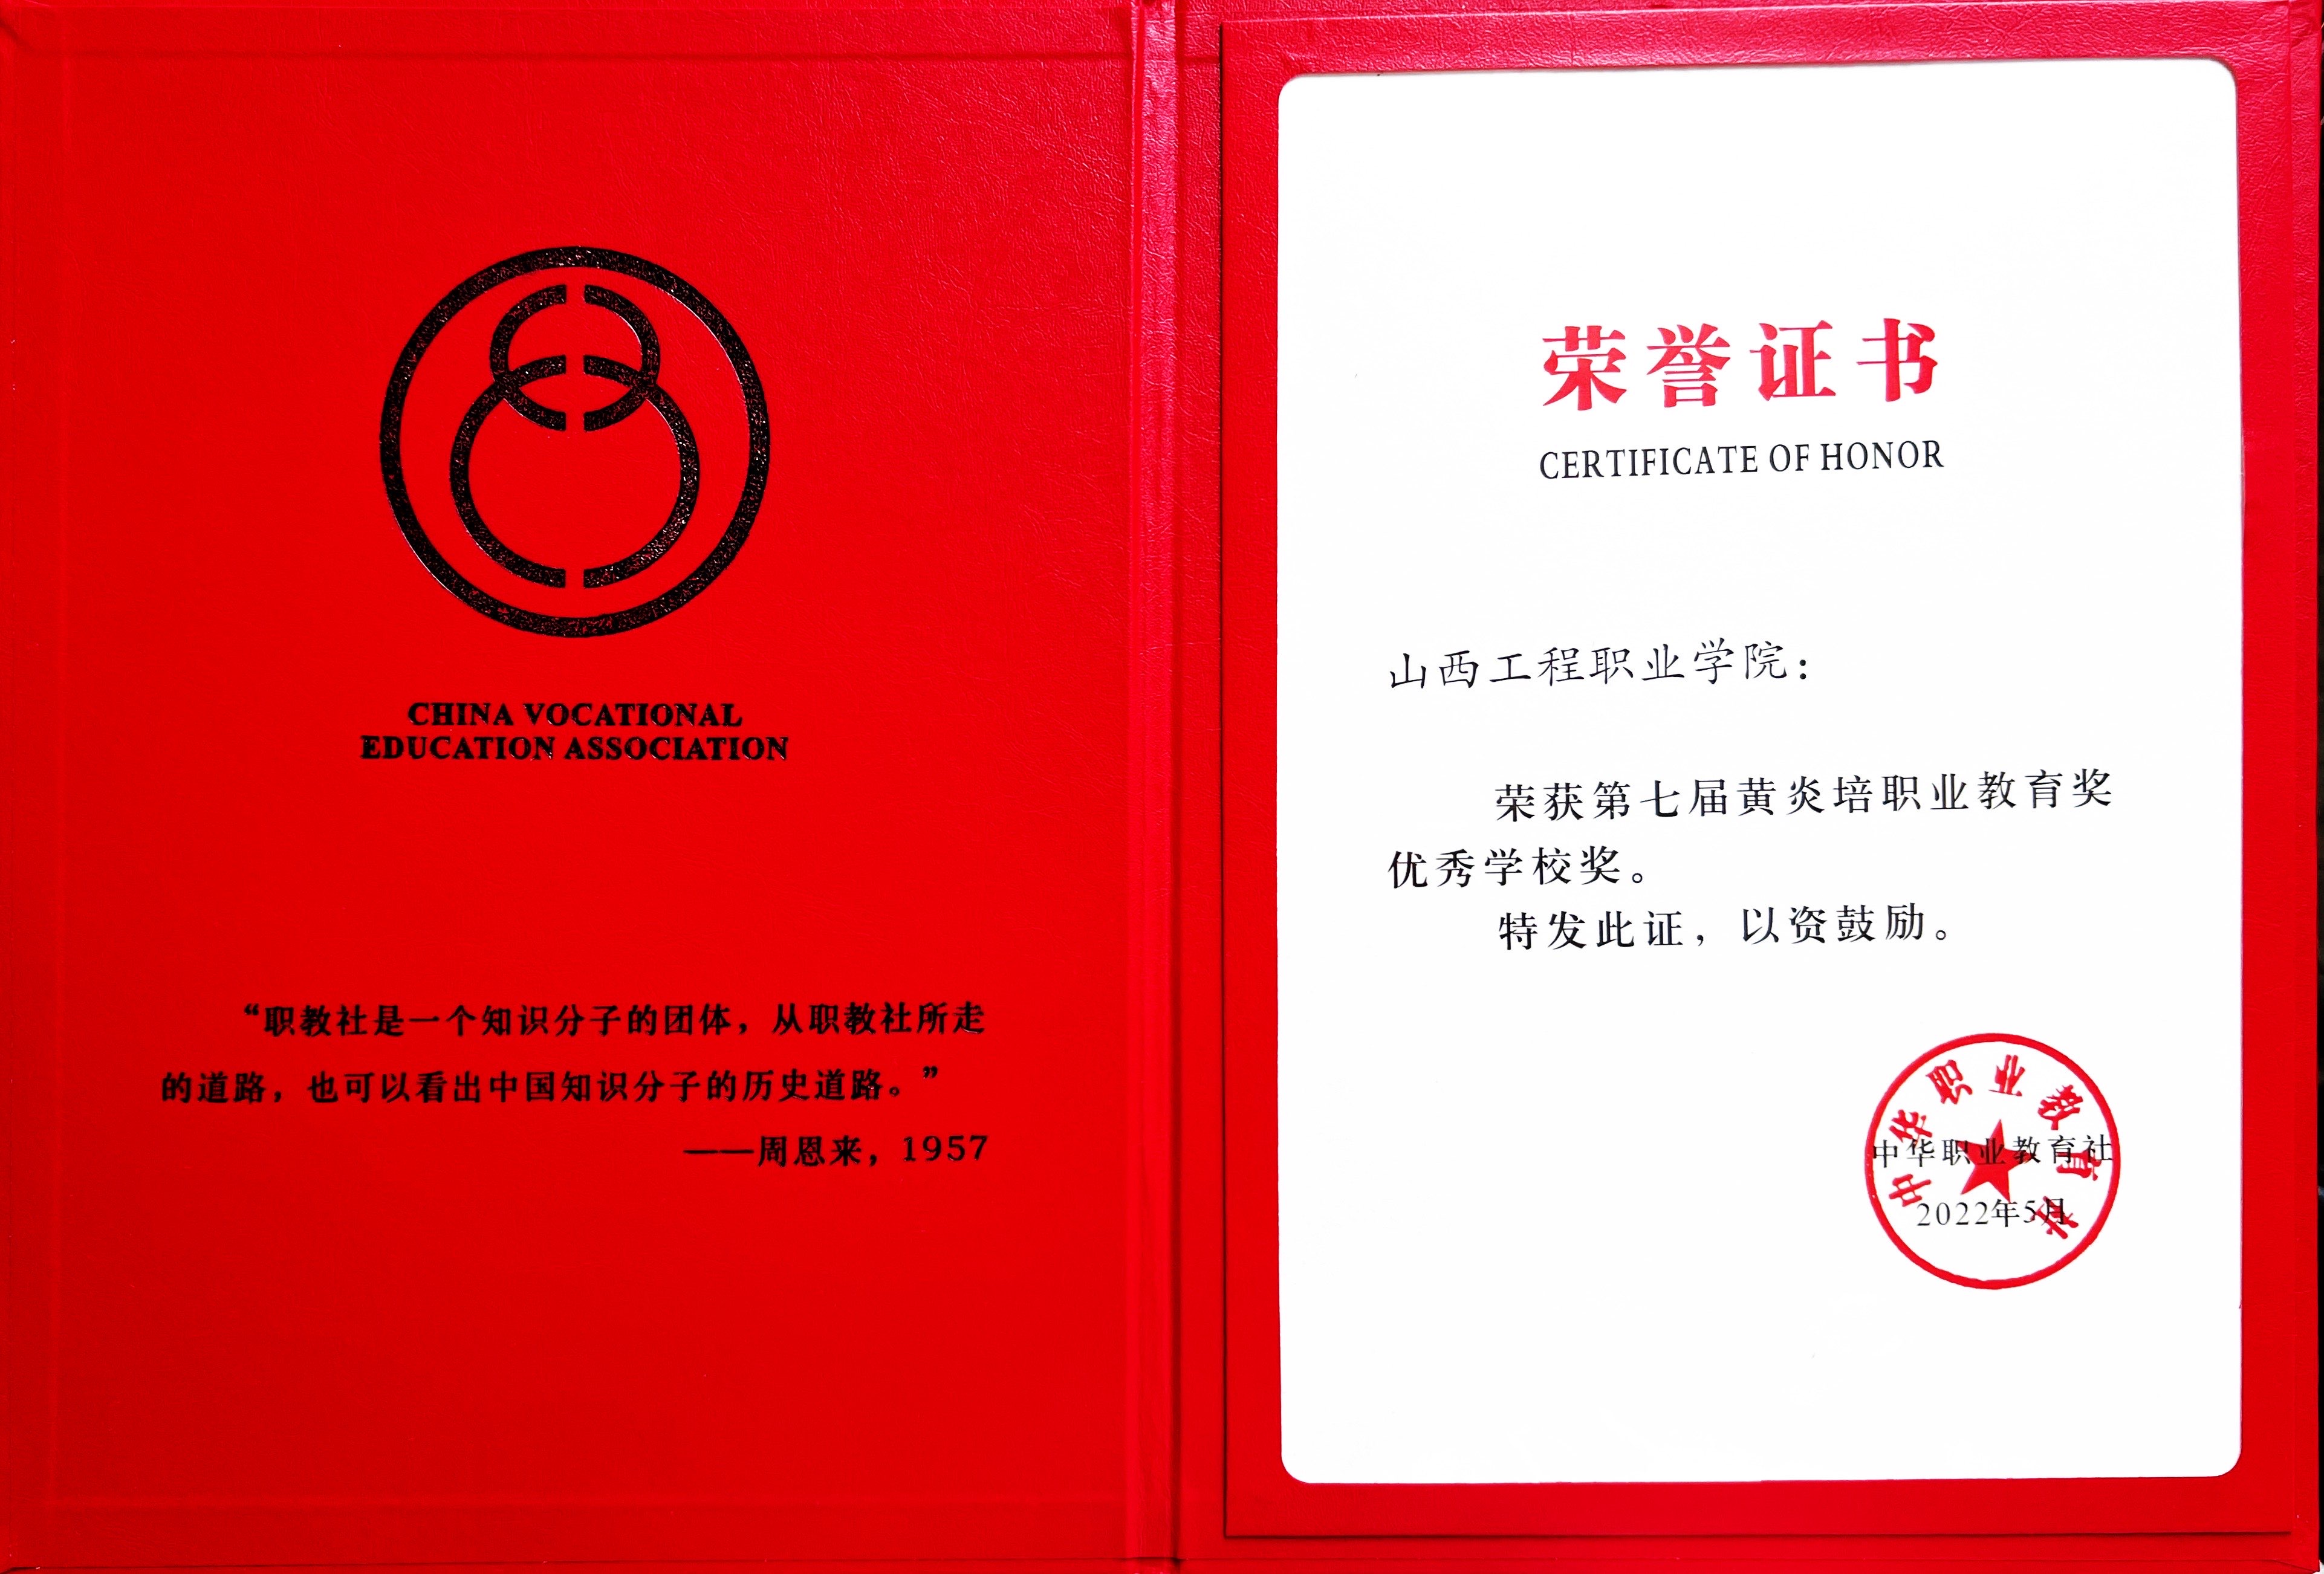 CHINA VOCATIONAL
EDUCATION ASSOCIATION
“职教社是一个知识分子的团体，从职教社所走
的道路，也可以看出中国知识分子的历史道路。”
——周恩来，1957
荣誉证书
CERTIFICATE OF HONOR
山西工程职业学院：
荣获第七届黄炎培职业教育奖
优秀学校奖。
特发此证，以资鼓励。
中华职业教育社
中华职业教育社
2022年5月